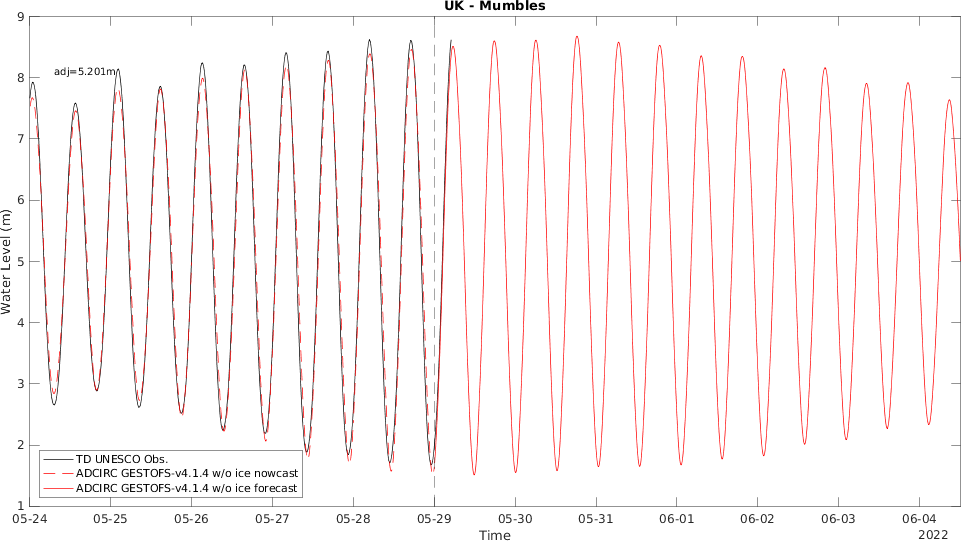 UK - Mumbles
9
adj=5.201m
8
7
6
5
4
3
2
1
Water Level (m)
TD UNESCO Obs.
ADCIRC GESTOFS-v4.1.4 w/o ice nowcast
ADCIRC GESTOFS-v4.1.4 w/o ice forecast
05-24 05-25 05-26 05-27 05-28 05-29 05-30 05-31 06-01 06-02 06-03 06-04
Time
2022